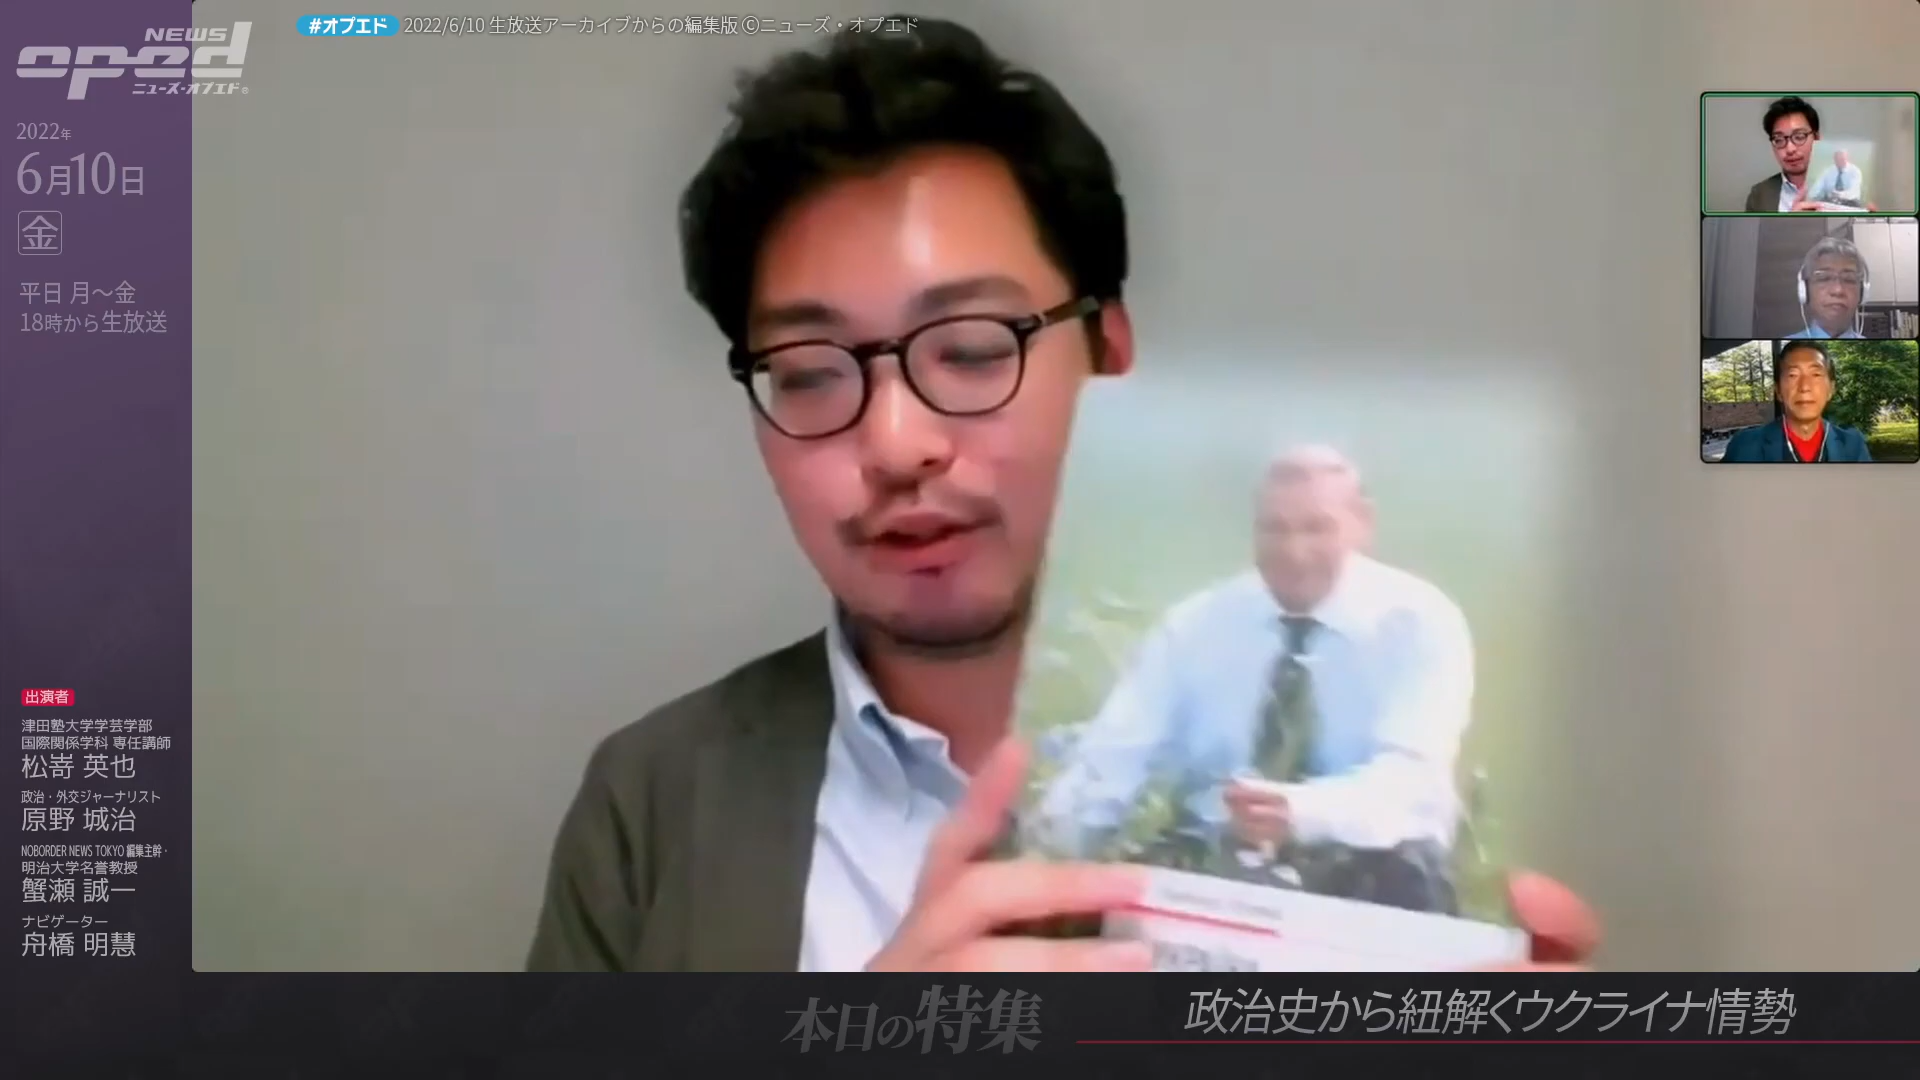 NEWS
oped
ニューズ・オプエド®
#オプエド 2022/6/10 生放送アーカイブからの編集版 ©ニューズ・オプエド
2022年
6月10日
金
平日 月〜金
18時から生放送
出演者
津田塾大学学芸学部
国際関係学科 専任講師
松嵜 英也
政治・外交ジャーナリスト
原野 城治
NOBORDER NEWS TOKYO 編集主幹・
明治大学名誉教授
蟹瀬 誠一
ナビゲーター
舟橋 明慧
本日の特集
政治史から紐解くウクライナ情勢